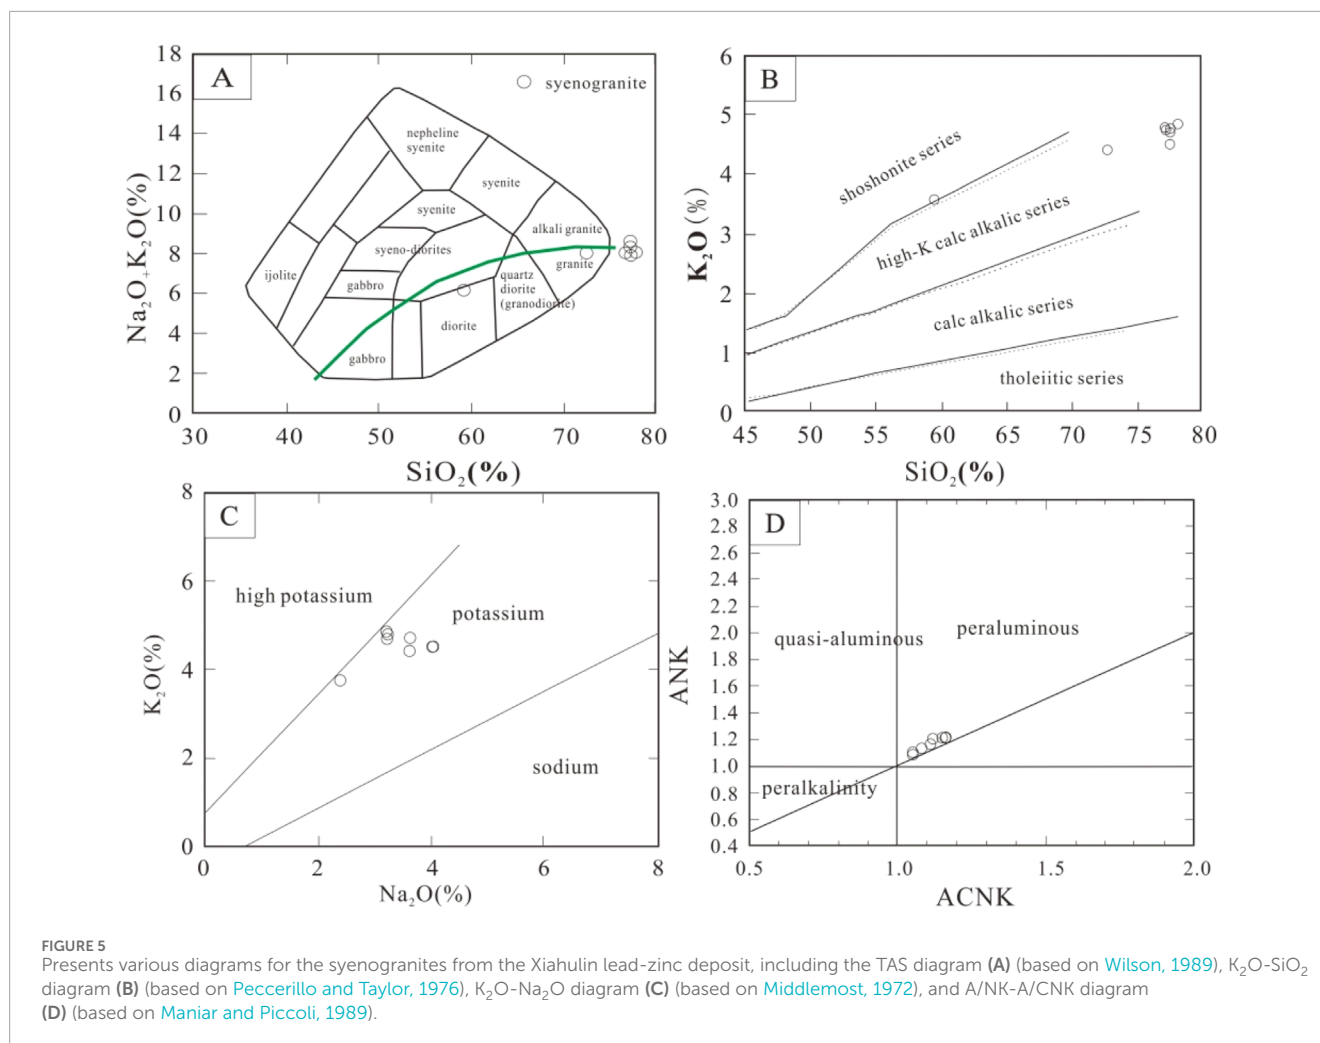 A
syenogranite
18
16
14
12
10
8
6
4
2
0
Na₂O+K₂O(%)
nepheline
syenite
syenite
syenite
alkali granite
syeno-diorites
granite
ijolite
gabbro
quartz
diorite
(granodiorite)
diorite
gabbro
30 40 50 60 70 80
SiO₂(%)
B
6
5
4
3
2
1
0
K₂O(%)
shoshonite series
high-K calc alkalic series
calc alkalic series
tholeiitic series
45 50 55 60 65 70 75 80
SiO₂(%)
C
8
6
4
2
0
K₂O(%)
high potassium
potassium
sodium
0 2 4 6 8
Na₂O(%)
D
3.0
2.8
2.6
2.4
2.2
2.0
1.8
1.6
1.4
1.2
1.0
0.8
0.6
0.4
ANK
quasi-aluminous
peraluminous
peralkalinity
0.5 1.0 1.5 2.0
ACNK
FIGURE 5
Presents various diagrams for the syenogranites from the Xiahulin lead-zinc deposit, including the TAS diagram (A) (based on Wilson, 1989), K₂O-SiO₂
diagram (B) (based on Peccerillo and Taylor, 1976), K₂O-Na₂O diagram (C) (based on Middlemost, 1972), and A/NK-A/CNK diagram
(D) (based on Maniar and Piccoli, 1989).